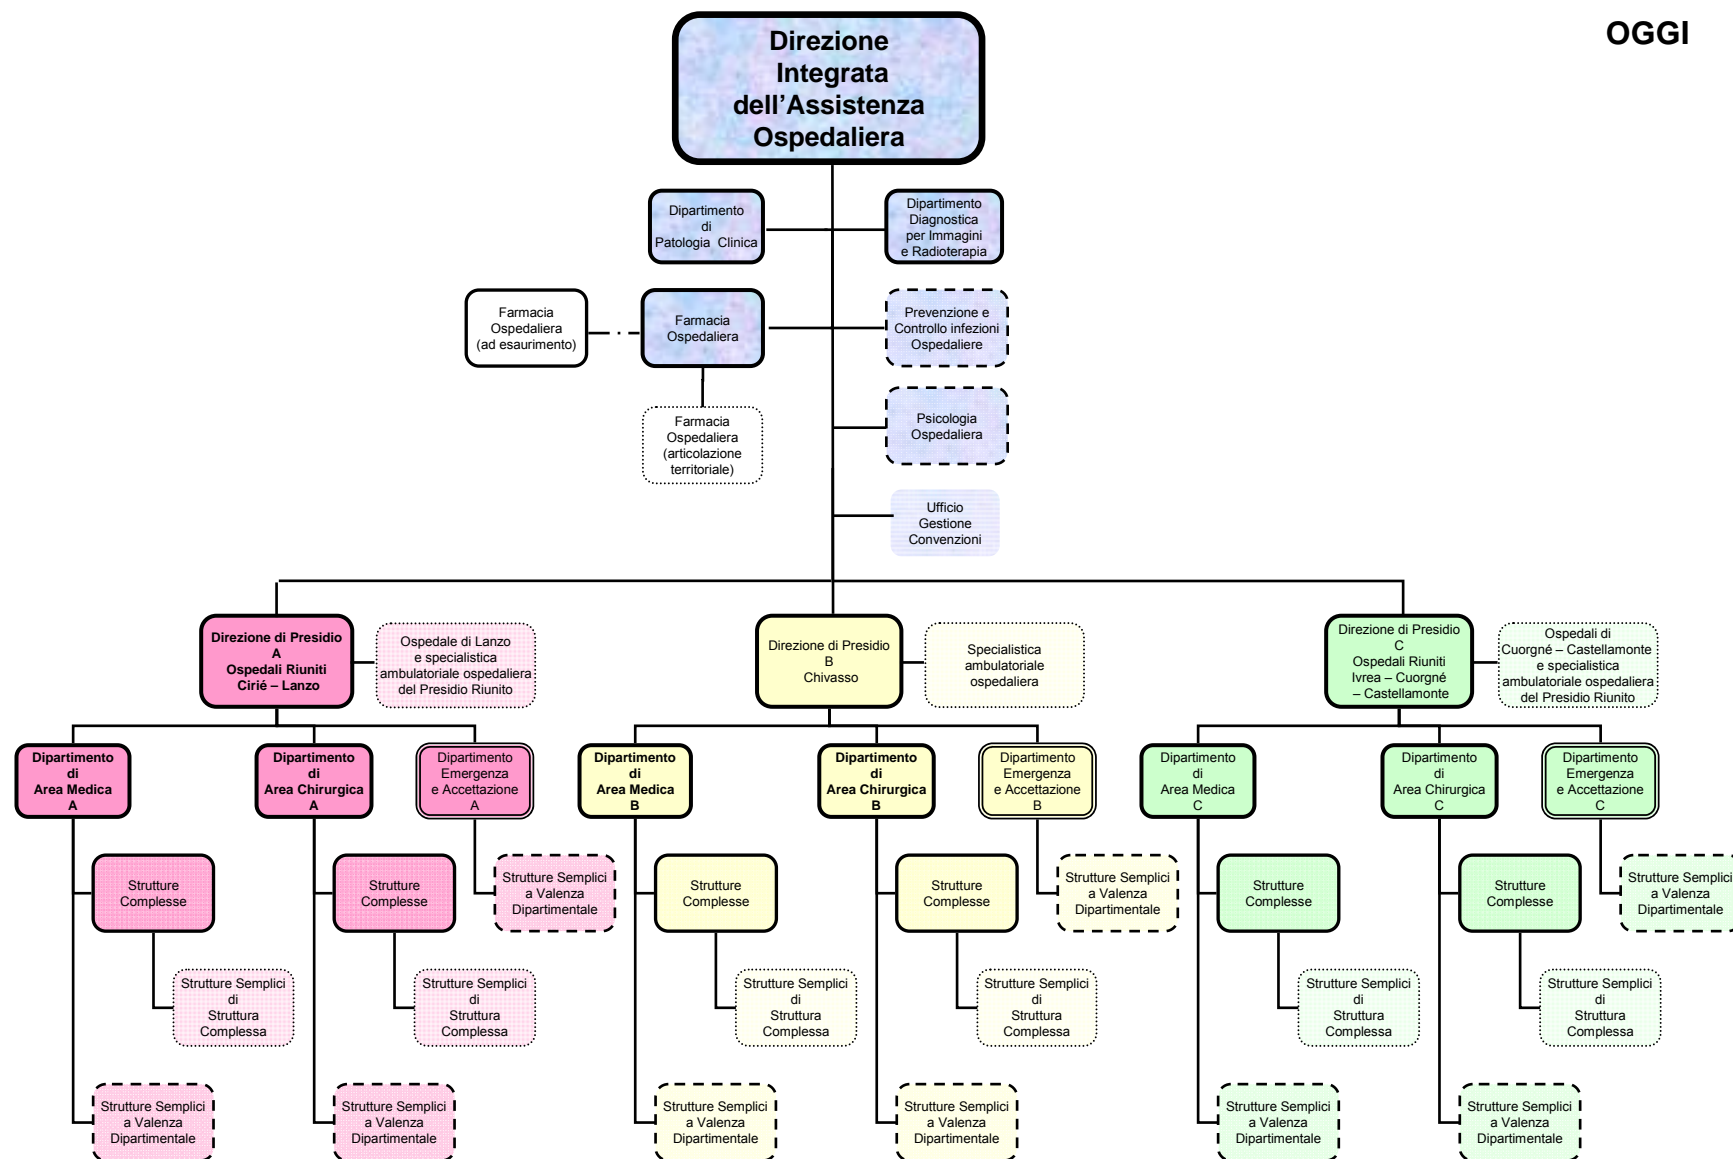 OGGI
Direzione
Integrata
dell’Assistenza
Ospedaliera
Dipartimento
di
Patologia Clinica
Dipartimento
Diagnostica
per Immagini
e Radioterapia
Farmacia
Ospedaliera
(ad esaurimento)
Farmacia
Ospedaliera
Prevenzione e
Controllo infezioni
Ospedaliere
Farmacia
Ospedaliera
(articolazione
territoriale)
Psicologia
Ospedaliera
Ufficio
Gestione
Convenzioni
Direzione di Presidio
A
Ospedali Riuniti
Cirié – Lanzo
Ospedale di Lanzo
e specialistica
ambulatoriale ospedaliera
del Presidio Riunito
Direzione di Presidio
B
Chivasso
Specialistica
ambulatoriale
ospedaliera
Direzione di Presidio
C
Ospedali Riuniti
Ivrea – Cuorgné
– Castellamonte
Ospedali di
Cuorgné – Castellamonte
e specialistica
ambulatoriale ospedaliera
del Presidio Riunito
Dipartimento
di
Area Medica
A
Dipartimento
di
Area Chirurgica
A
Dipartimento
Emergenza
e Accettazione
A
Dipartimento
di
Area Medica
B
Dipartimento
di
Area Chirurgica
B
Dipartimento
Emergenza
e Accettazione
B
Dipartimento
di
Area Medica
C
Dipartimento
di
Area Chirurgica
C
Dipartimento
Emergenza
e Accettazione
C
Strutture
Complesse
Strutture
Complesse
Strutture Semplici
a Valenza
Dipartimentale
Strutture
Complesse
Strutture
Complesse
Strutture Semplici
a Valenza
Dipartimentale
Strutture
Complesse
Strutture
Complesse
Strutture Semplici
a Valenza
Dipartimentale
Strutture Semplici
di
Struttura
Complessa
Strutture Semplici
di
Struttura
Complessa
Strutture Semplici
di
Struttura
Complessa
Strutture Semplici
di
Struttura
Complessa
Strutture Semplici
di
Struttura
Complessa
Strutture Semplici
di
Struttura
Complessa
Strutture Semplici
a Valenza
Dipartimentale
Strutture Semplici
a Valenza
Dipartimentale
Strutture Semplici
a Valenza
Dipartimentale
Strutture Semplici
a Valenza
Dipartimentale
Strutture Semplici
a Valenza
Dipartimentale
Strutture Semplici
a Valenza
Dipartimentale